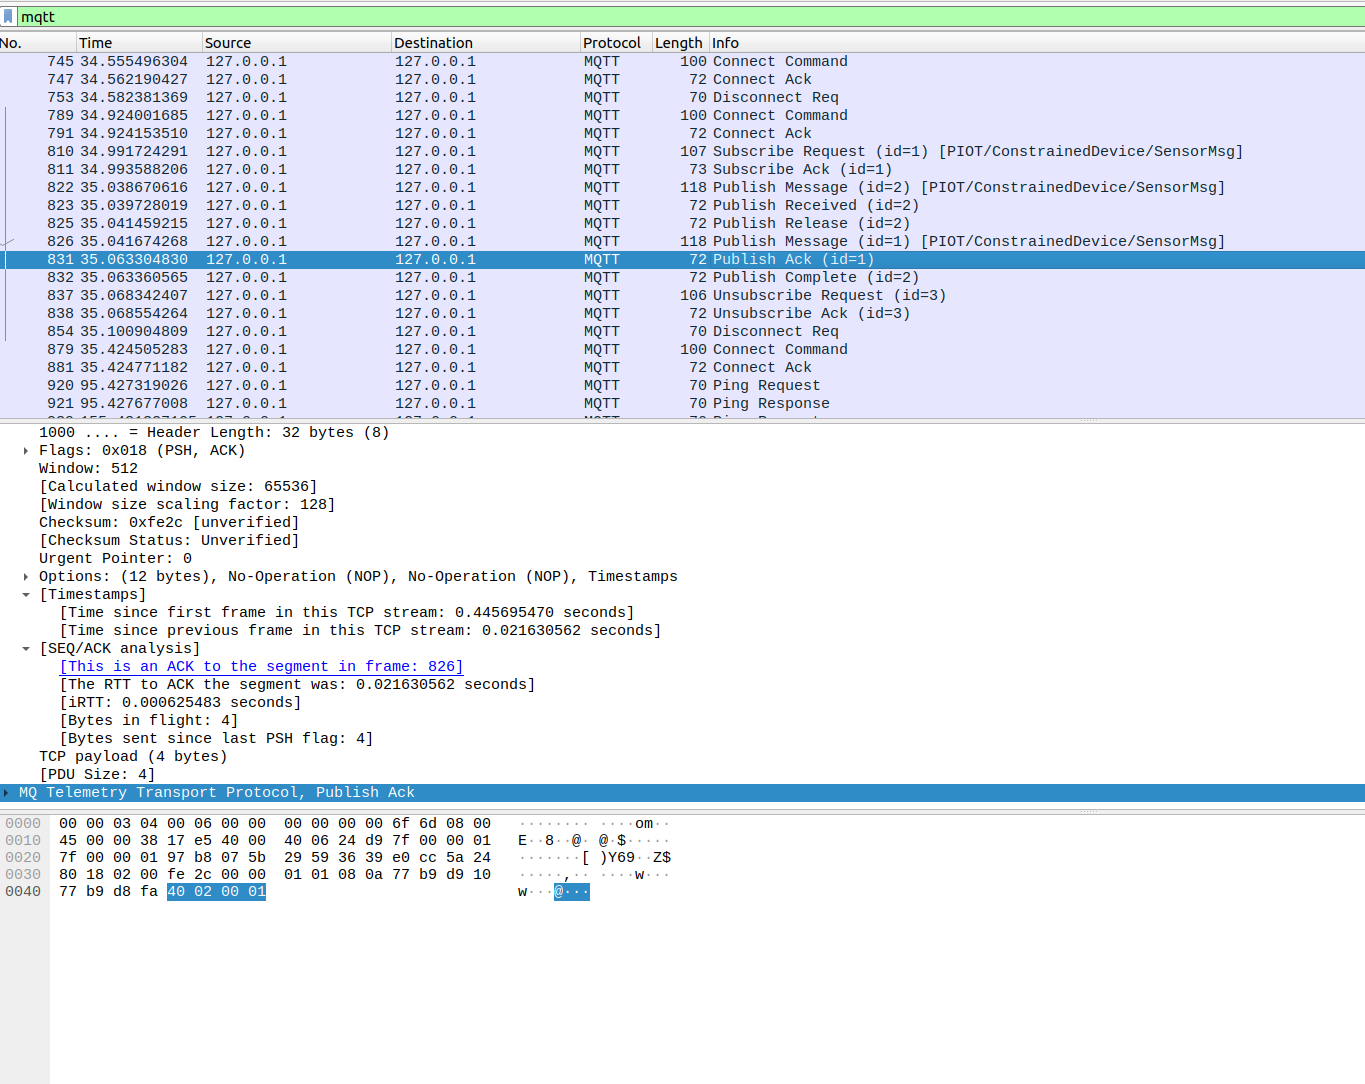 mqtt
No. Time Source Destination Protocol Length Info
745 34.555496304 127.0.0.1 127.0.0.1 MQTT 100 Connect Command
747 34.562190427 127.0.0.1 127.0.0.1 MQTT 72 Connect Ack
753 34.582381369 127.0.0.1 127.0.0.1 MQTT 70 Disconnect Req
789 34.924001685 127.0.0.1 127.0.0.1 MQTT 100 Connect Command
791 34.924153510 127.0.0.1 127.0.0.1 MQTT 72 Connect Ack
810 34.991724291 127.0.0.1 127.0.0.1 MQTT 107 Subscribe Request (id=1) [PIOT/ConstrainedDevice/SensorMsg]
811 34.993588206 127.0.0.1 127.0.0.1 MQTT 73 Subscribe Ack (id=1)
822 35.038670616 127.0.0.1 127.0.0.1 MQTT 118 Publish Message (id=2) [PIOT/ConstrainedDevice/SensorMsg]
823 35.039728019 127.0.0.1 127.0.0.1 MQTT 72 Publish Received (id=2)
825 35.041459215 127.0.0.1 127.0.0.1 MQTT 72 Publish Release (id=2)
826 35.041674268 127.0.0.1 127.0.0.1 MQTT 118 Publish Message (id=1) [PIOT/ConstrainedDevice/SensorMsg]
831 35.063304830 127.0.0.1 127.0.0.1 MQTT 72 Publish Ack (id=1)
832 35.063360565 127.0.0.1 127.0.0.1 MQTT 72 Publish Complete (id=2)
837 35.068342407 127.0.0.1 127.0.0.1 MQTT 106 Unsubscribe Request (id=3)
838 35.068554264 127.0.0.1 127.0.0.1 MQTT 72 Unsubscribe Ack (id=3)
854 35.100904809 127.0.0.1 127.0.0.1 MQTT 70 Disconnect Req
879 35.424505283 127.0.0.1 127.0.0.1 MQTT 100 Connect Command
881 35.424771182 127.0.0.1 127.0.0.1 MQTT 72 Connect Ack
920 95.427319026 127.0.0.1 127.0.0.1 MQTT 70 Ping Request
921 95.427677008 127.0.0.1 127.0.0.1 MQTT 70 Ping Response
1000 .... = Header Length: 32 bytes (8)
Flags: 0x018 (PSH, ACK)
Window: 512
[Calculated window size: 65536]
[Window size scaling factor: 128]
Checksum: 0xfe2c [unverified]
[Checksum Status: Unverified]
Urgent Pointer: 0
Options: (12 bytes), No-Operation (NOP), No-Operation (NOP), Timestamps
[Timestamps]
[Time since first frame in this TCP stream: 0.445695470 seconds]
[Time since previous frame in this TCP stream: 0.021630562 seconds]
[SEQ/ACK analysis]
[This is an ACK to the segment in frame: 826]
[The RTT to ACK the segment was: 0.021630562 seconds]
[iRTT: 0.000625483 seconds]
[Bytes in flight: 4]
[Bytes sent since last PSH flag: 4]
TCP payload (4 bytes)
[PDU Size: 4]
MQ Telemetry Transport Protocol, Publish Ack
0000 00 00 03 04 00 06 00 00 00 00 00 00 6f 6d 08 00 ········ ····om··
0010 45 00 00 38 17 e5 40 00 40 06 24 d9 7f 00 00 01 E··8··@· @·$·····
0020 7f 00 00 01 97 b8 07 5b 29 59 36 39 e0 cc 5a 24 ·······[ )Y69··Z$
0030 80 18 02 00 fe 2c 00 00 01 01 08 0a 77 b9 d9 10 ·····,·· ····w···
0040 77 b9 d8 fa 40 02 00 01 w···@···